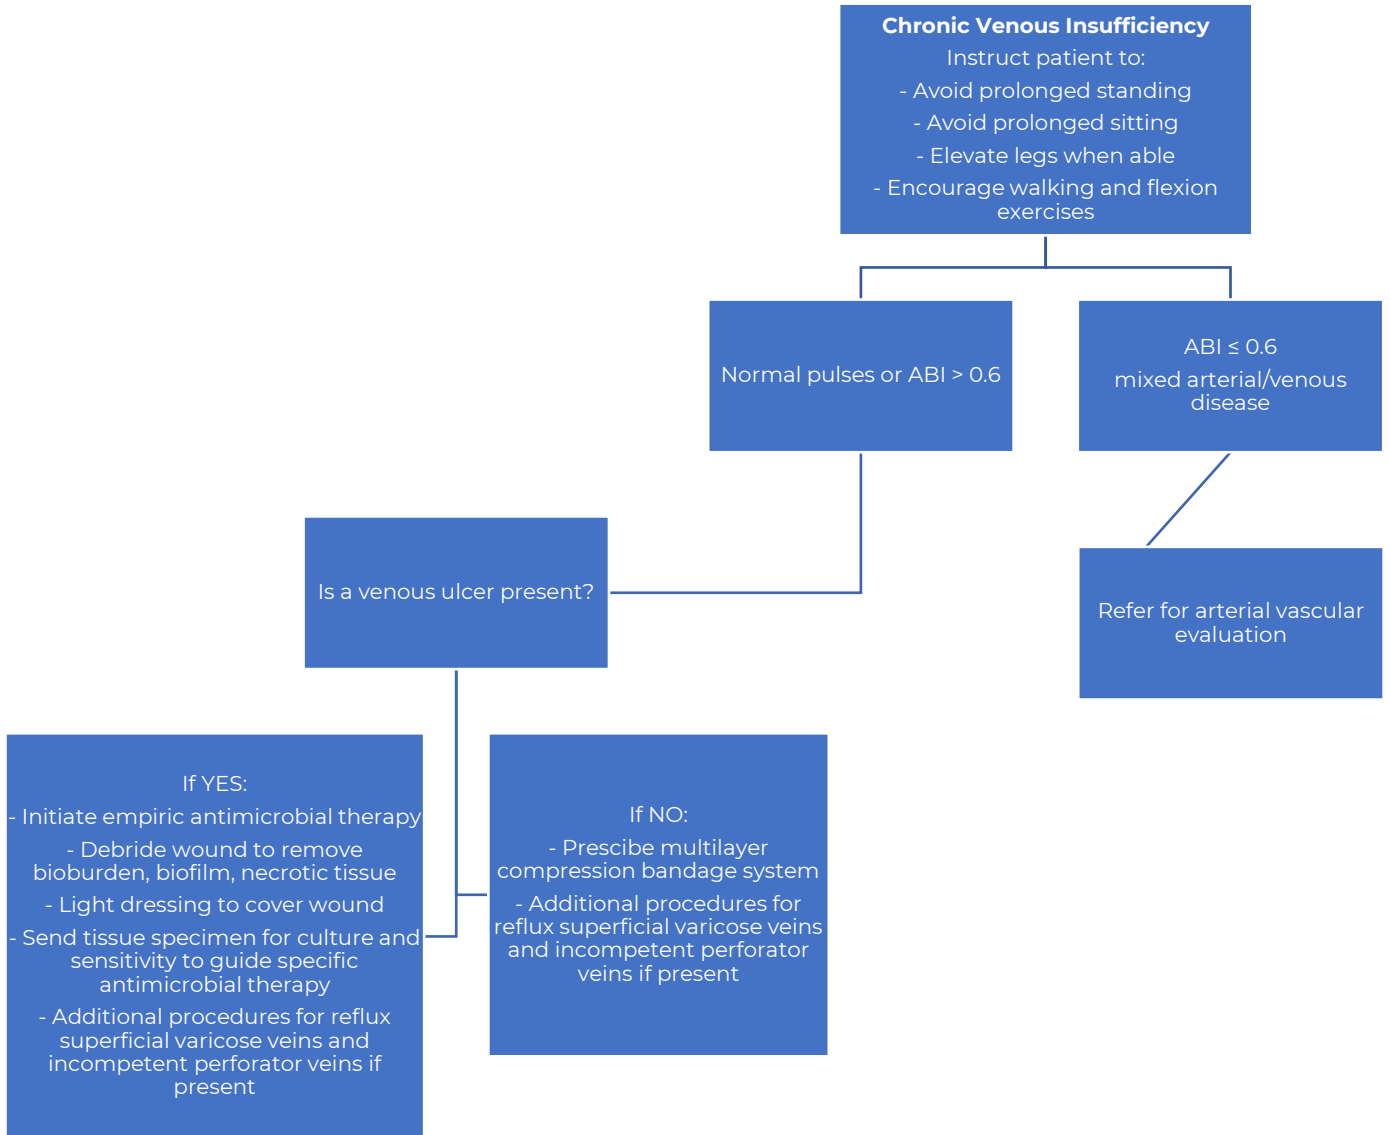 Chronic Venous Insufficiency
Instruct patient to:
- Avoid prolonged standing
- Avoid prolonged sitting
- Elevate legs when able
- Encourage walking and flexion
exercises
Normal pulses or ABI > 0.6
ABI ≤ 0.6
mixed arterial/venous
disease
Is a venous ulcer present?
Refer for arterial vascular
evaluation
If YES:
- Initiate empiric antimicrobial therapy
- Debride wound to remove
bioburden, biofilm, necrotic tissue
- Light dressing to cover wound
- Send tissue specimen for culture and
sensitivity to guide specific
antimicrobial therapy
- Additional procedures for reflux
superficial varicose veins and
incompetent perforator veins if
present
If NO:
- Prescibe multilayer
compression bandage system
- Additional procedures for
reflux superficial varicose veins
and incompetent perforator
veins if present